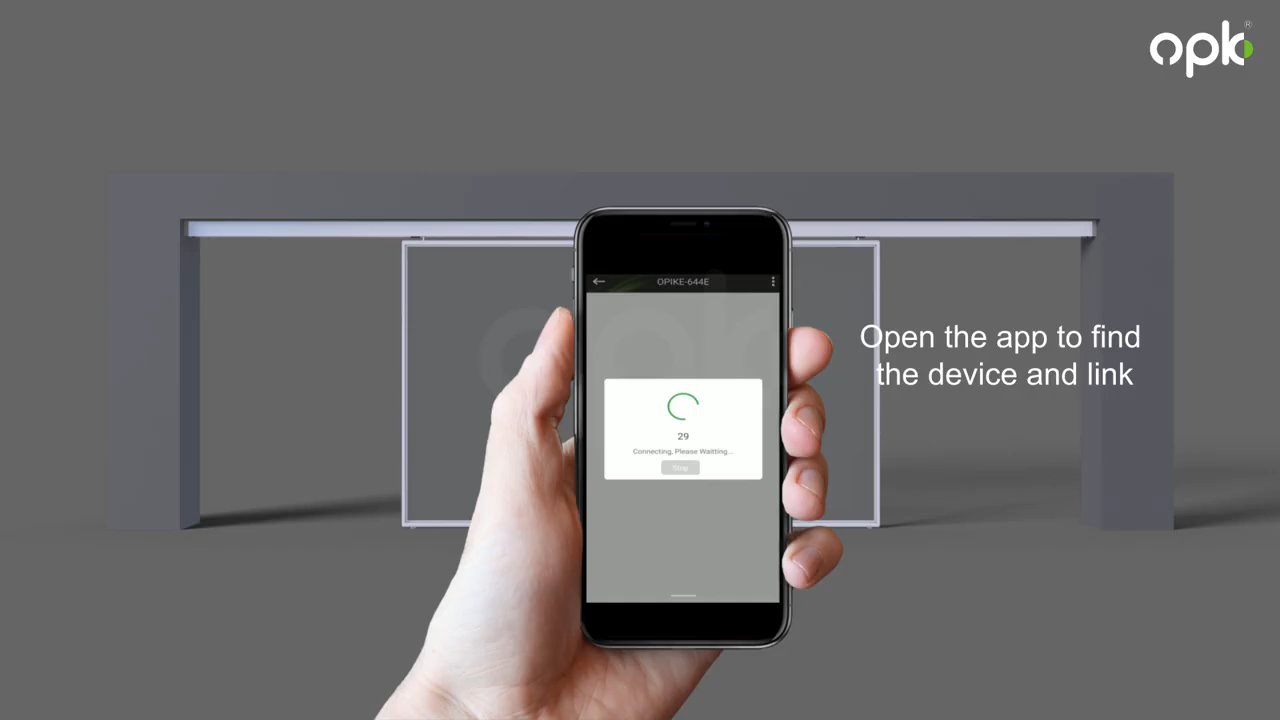 opk®
OPIKE-644E
Open the app to find
the device and link
29
Connecting, Please Waitting...
Stop